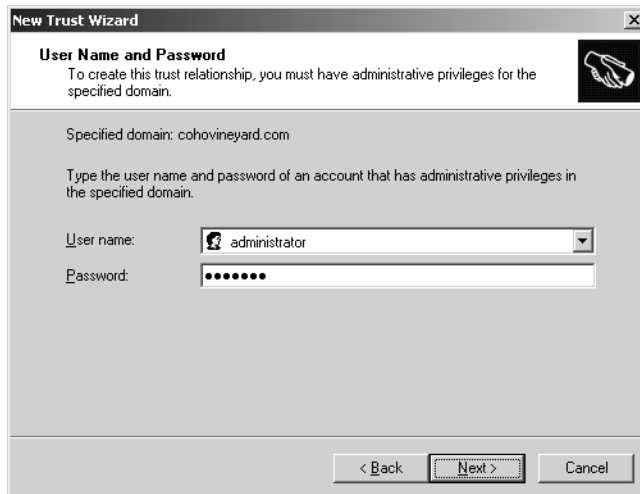 New Trust Wizard
User Name and Password
To create this trust relationship, you must have administrative privileges for the
specified domain.
Specified domain: cohovineyard.com
Type the user name and password of an account that has administrative privileges in
the specified domain.
User name: administrator
Password: •••••••
< Back Next > Cancel